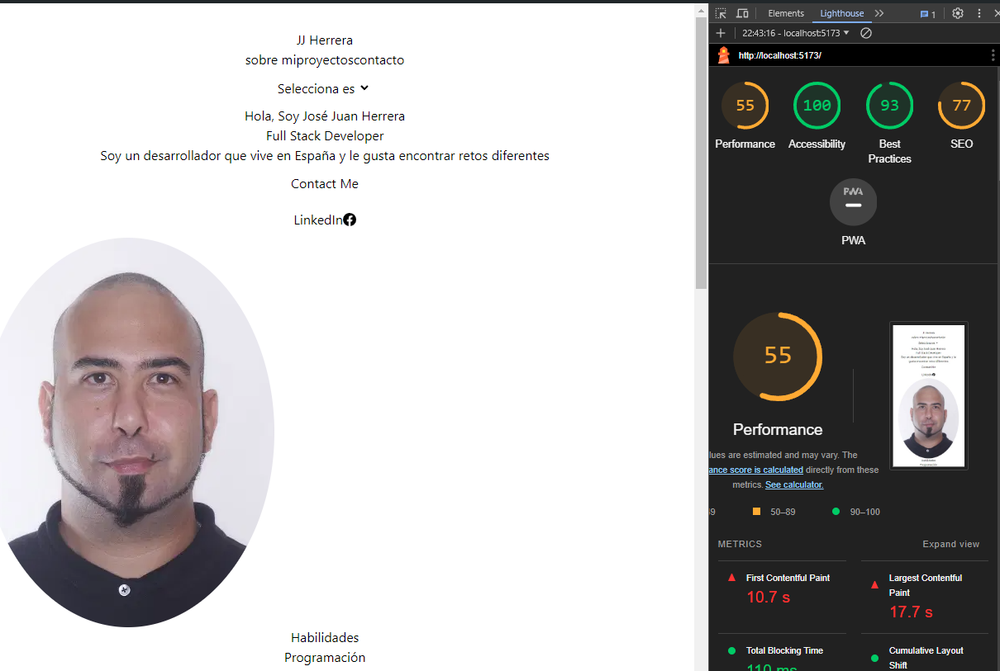 JJ Herrera
sobre miproyectoscontacto
Selecciona es
Hola, Soy José Juan Herrera
Full Stack Developer
Soy un desarrollador que vive en España y le gusta encontrar retos diferentes
Contact Me
LinkedIn
Habilidades
Programación
Elements
Lighthouse
1
22:43:16 - localhost:5173
http://localhost:5173/
55
100
93
77
Performance
Accessibility
Best
Practices
SEO
PWA
PWA
55
Performance
lues are estimated and may vary. The
ance score is calculated directly from these
metrics. See calculator.
49
50–89
90–100
METRICS
Expand view
First Contentful Paint
10.7 s
Largest Contentful
Paint
17.7 s
Total Blocking Time
110 ms
Cumulative Layout
Shift